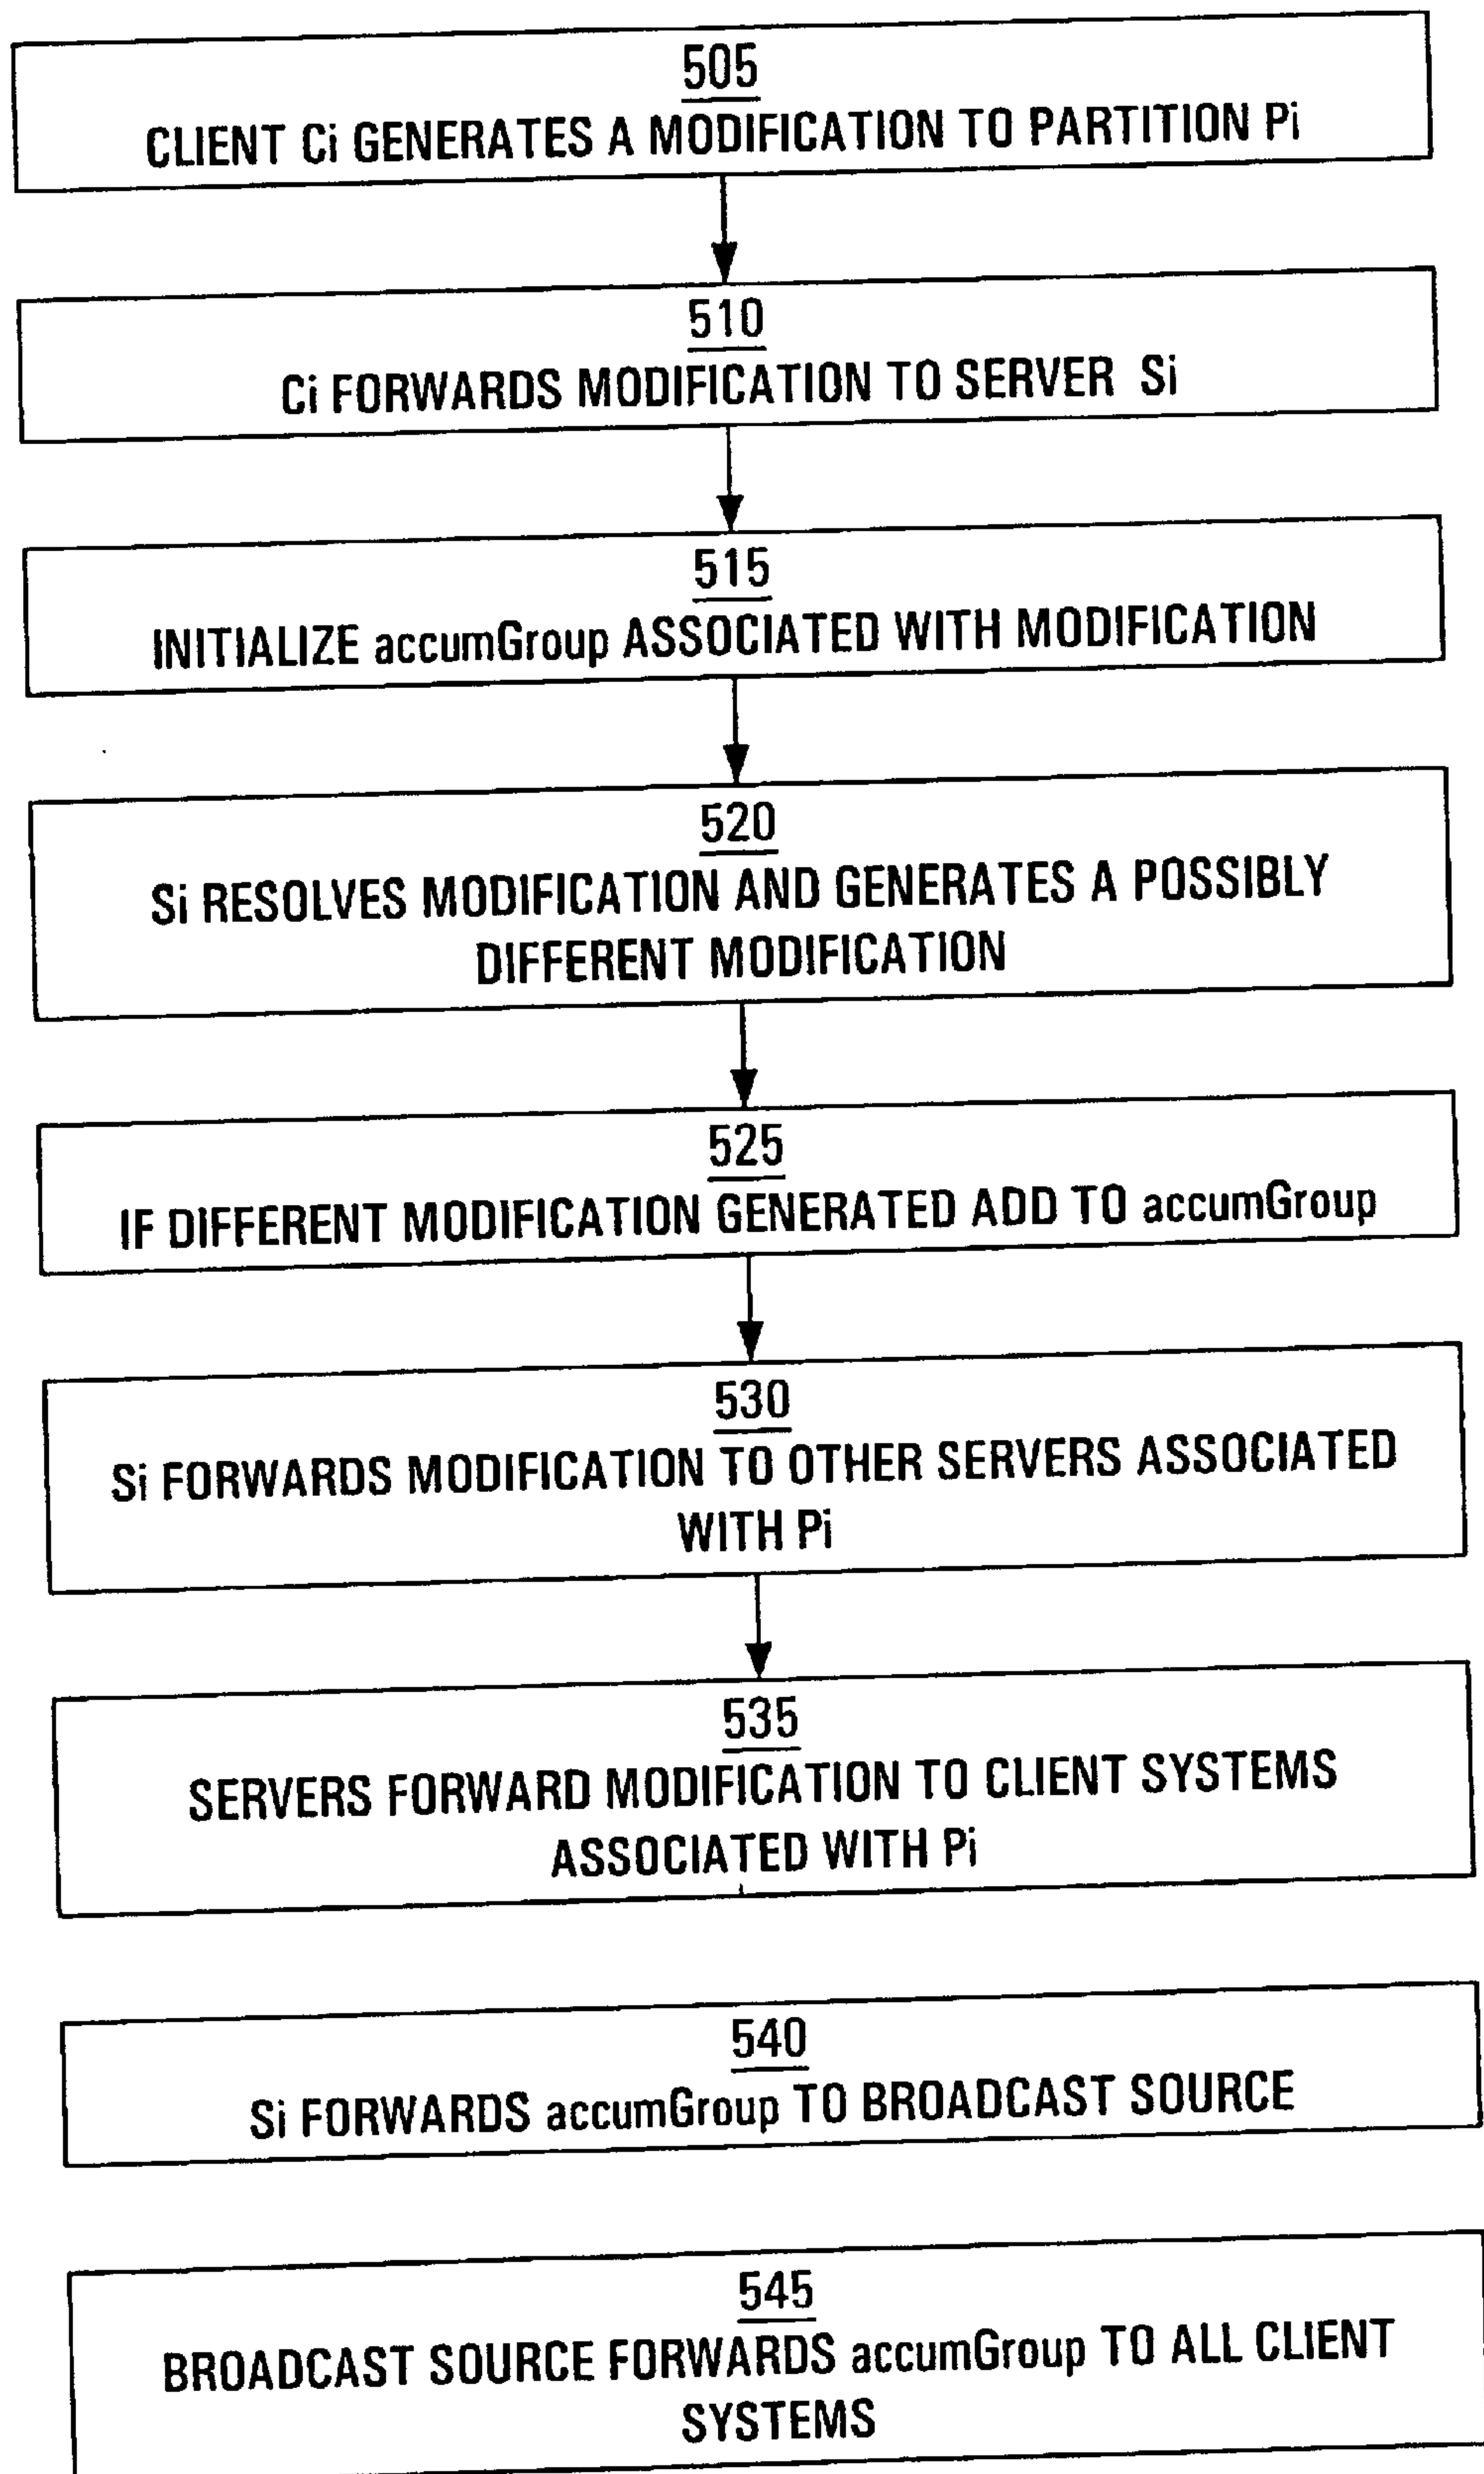 505
CLIENT Ci GENERATES A MODIFICATION TO PARTITION Pi
510
Ci FORWARDS MODIFICATION TO SERVER Si
515
INITIALIZE accumGroup ASSOCIATED WITH MODIFICATION
520
Si RESOLVES MODIFICATION AND GENERATES A POSSIBLY
DIFFERENT MODIFICATION
525
IF DIFFERENT MODIFICATION GENERATED ADD TO accumGroup
530
Si FORWARDS MODIFICATION TO OTHER SERVERS ASSOCIATED
WITH Pi
535
SERVERS FORWARD MODIFICATION TO CLIENT SYSTEMS
ASSOCIATED WITH Pi
540
Si FORWARDS accumGroup TO BROADCAST SOURCE
545
BROADCAST SOURCE FORWARDS accumGroup TO ALL CLIENT
SYSTEMS